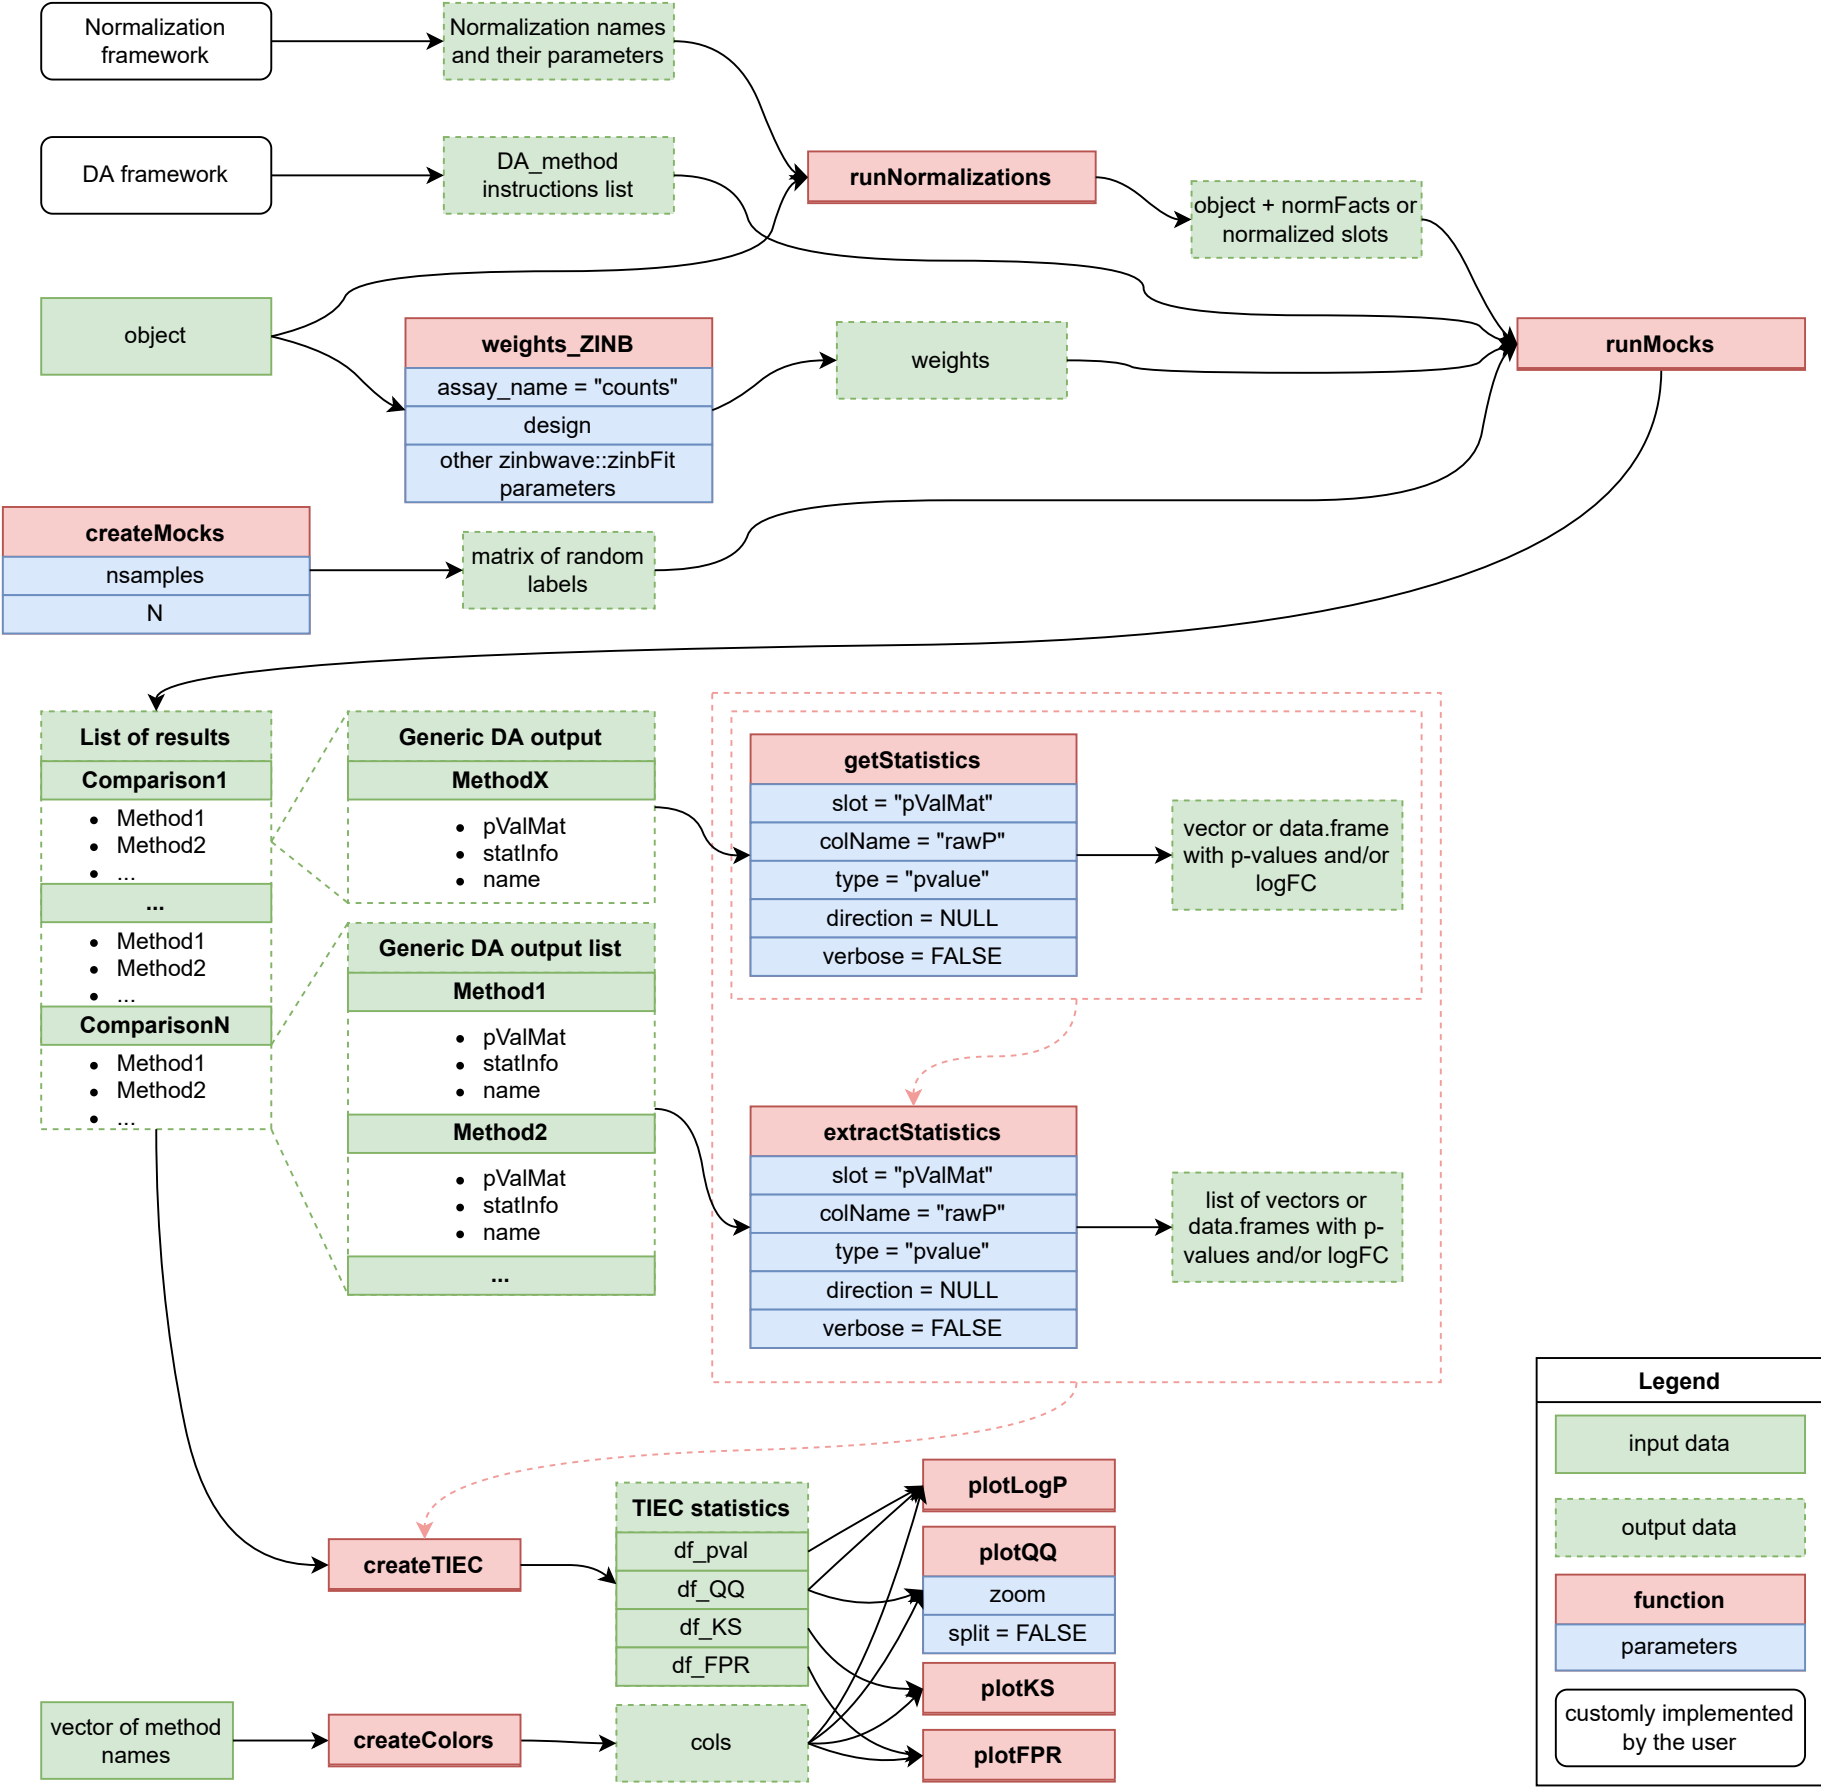 Normalization
framework
Normalization names
and their parameters
DA framework
DA_method
instructions list
runNormalizations
object + normFacts or
normalized slots
object
weights_ZINB
assay_name = "counts"
design
other zinbwave::zinbFit
parameters
weights
runMocks
createMocks
nsamples
N
matrix of random
labels
List of results
Comparison1
• Method1
• Method2
• ...
...
• Method1
• Method2
• ...
ComparisonN
• Method1
• Method2
• ...
Generic DA output
MethodX
• pValMat
• statInfo
• name
Generic DA output list
Method1
• pValMat
• statInfo
• name
Method2
• pValMat
• statInfo
• name
...
getStatistics
slot = "pValMat"
colName = "rawP"
type = "pvalue"
direction = NULL
verbose = FALSE
vector or data.frame
with p-values and/or
logFC
extractStatistics
slot = "pValMat"
colName = "rawP"
type = "pvalue"
direction = NULL
verbose = FALSE
list of vectors or
data.frames with p-
values and/or logFC
createTIEC
TIEC statistics
df_pval
df_QQ
df_KS
df_FPR
plotLogP
plotQQ
zoom
split = FALSE
plotKS
plotFPR
vector of method
names
createColors
cols
Legend
input data
output data
function
parameters
customly implemented
by the user